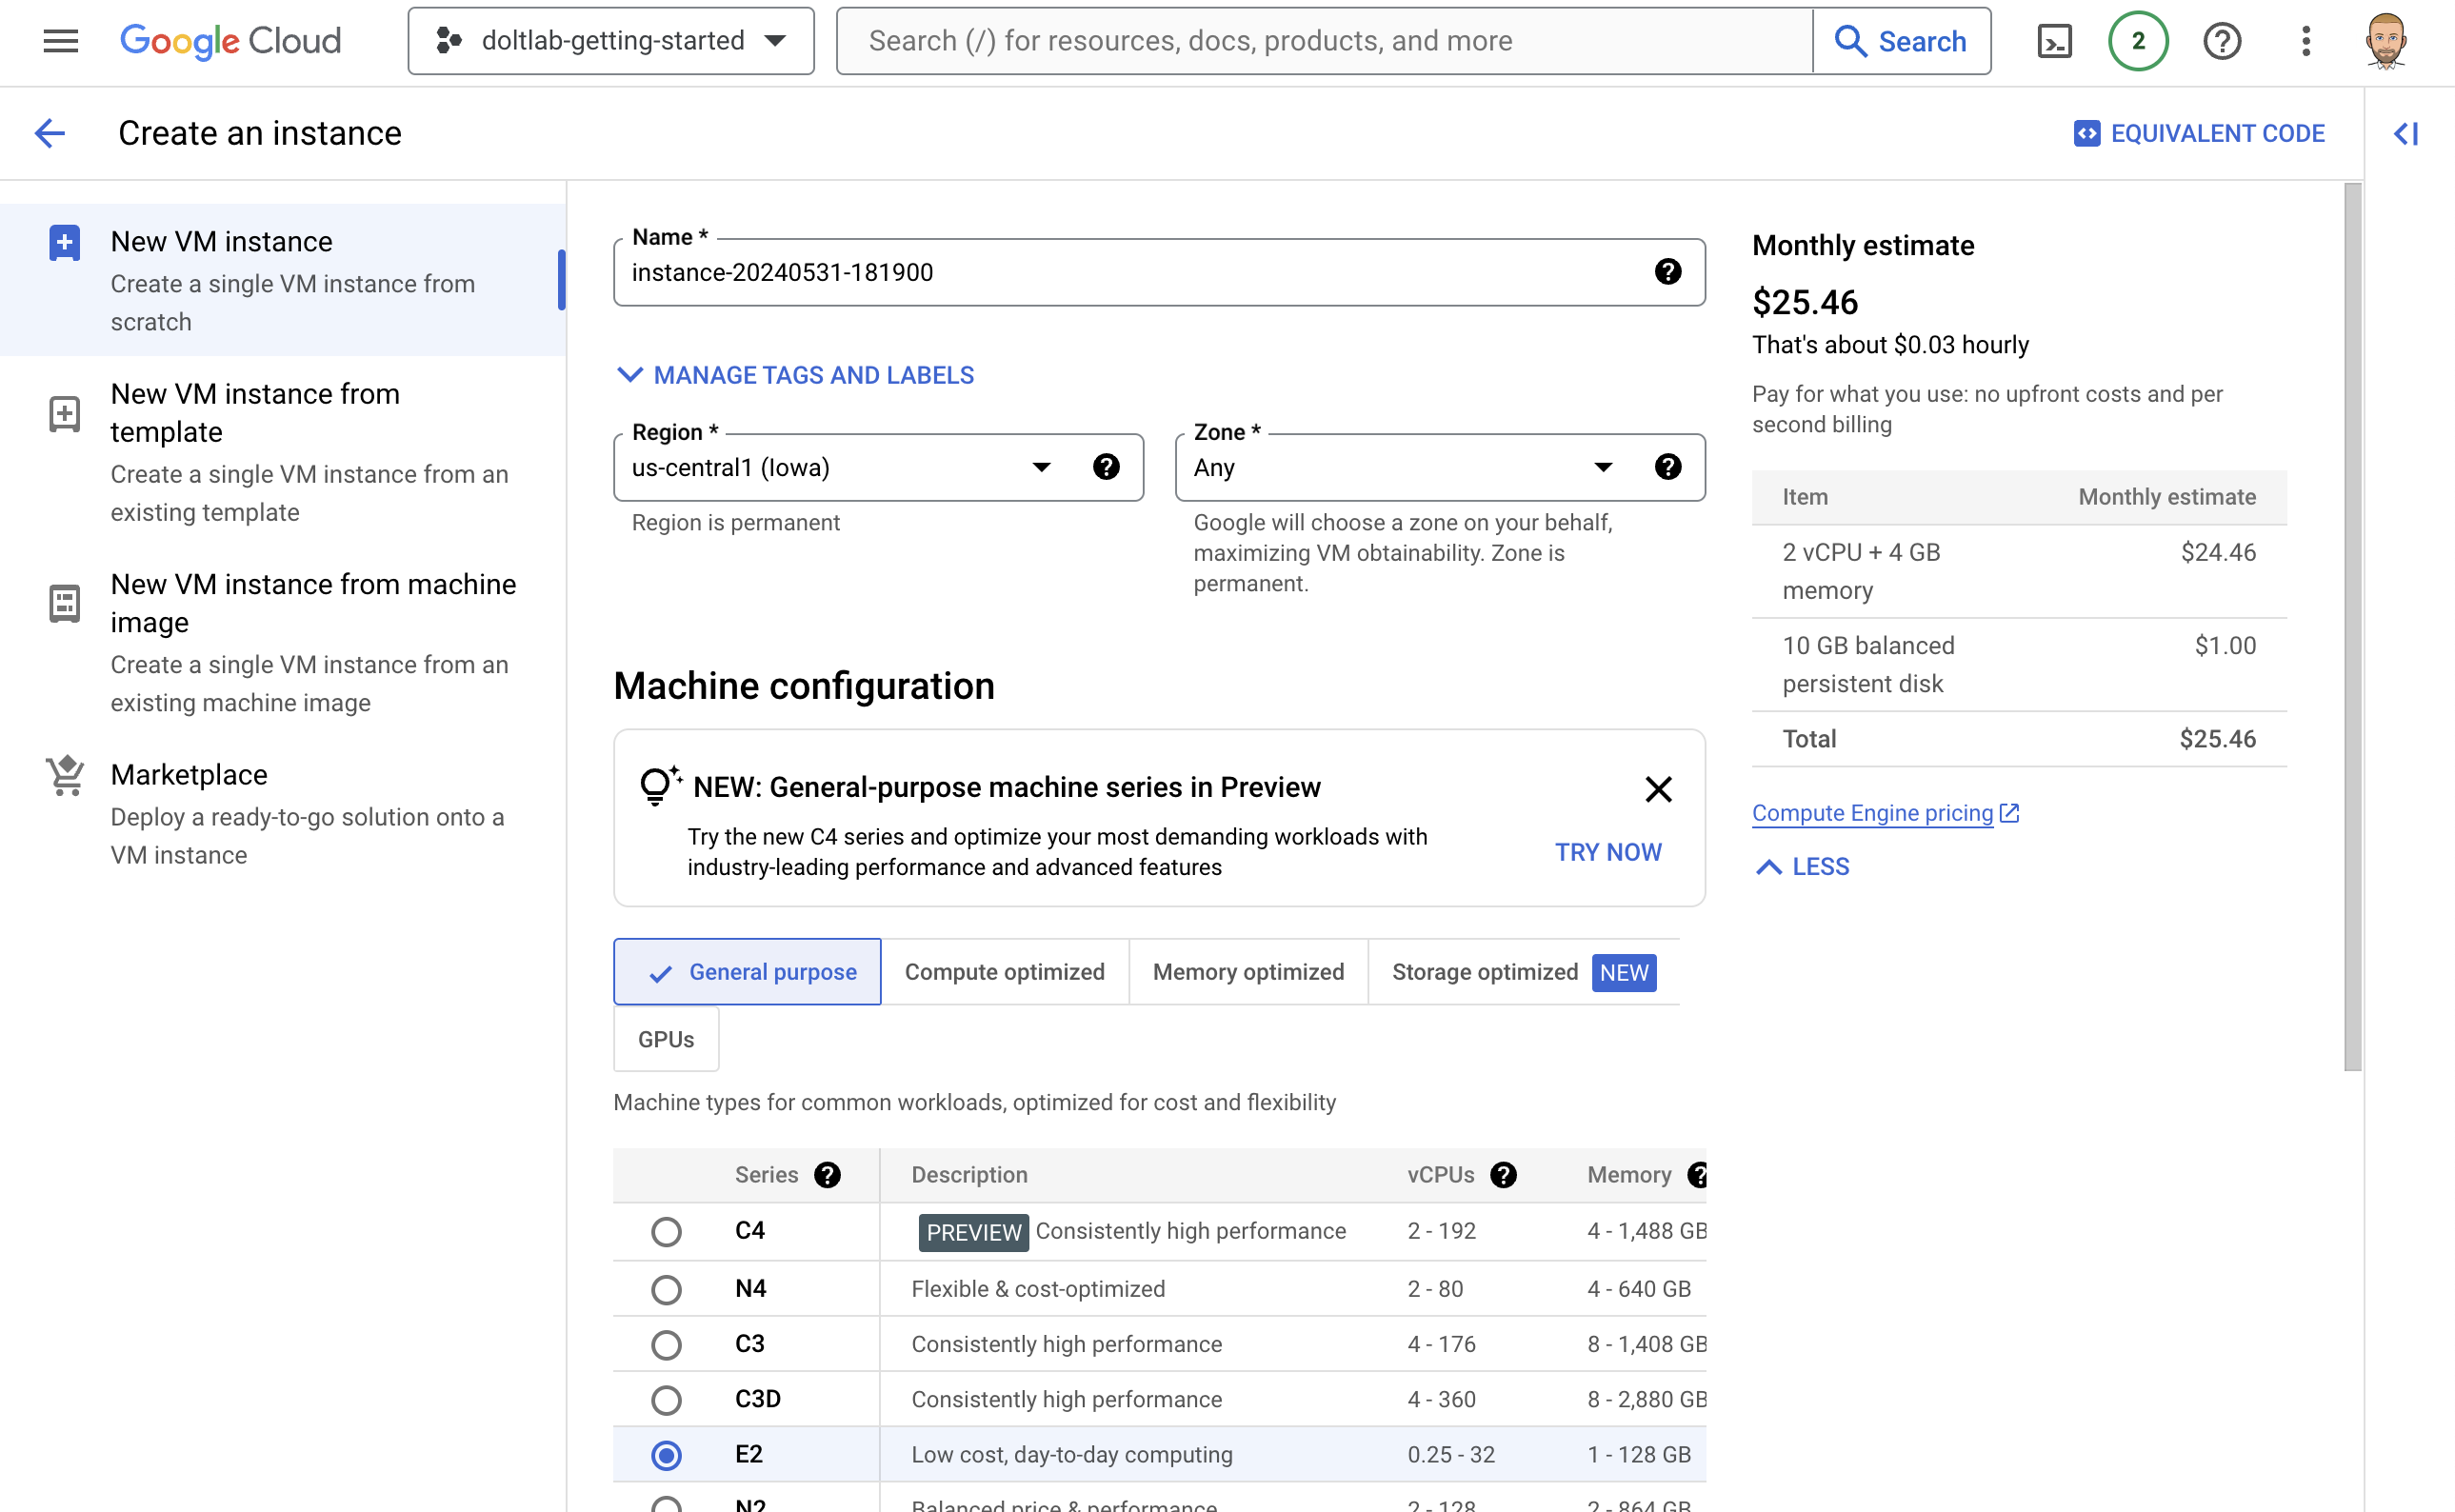 Google Cloud
doltlab-getting-started
Search (/) for resources, docs, products, and more
Search
2
Create an instance
EQUIVALENT CODE
New VM instance
Create a single VM instance from
scratch
New VM instance from
template
Create a single VM instance from an
existing template
New VM instance from machine
image
Create a single VM instance from an
existing machine image
Marketplace
Deploy a ready-to-go solution onto a
VM instance
Name *
instance-20240531-181900
MANAGE TAGS AND LABELS
Region *
us-central1 (Iowa)
Region is permanent
Zone *
Any
Google will choose a zone on your behalf,
maximizing VM obtainability. Zone is
permanent.
Machine configuration
NEW: General-purpose machine series in Preview
Try the new C4 series and optimize your most demanding workloads with
industry-leading performance and advanced features
TRY NOW
General purpose
Compute optimized
Memory optimized
Storage optimized NEW
GPUs
Machine types for common workloads, optimized for cost and flexibility
Series Description vCPUs Memory
C4 PREVIEW Consistently high performance 2 - 192 4 - 1,488 GB
N4 Flexible & cost-optimized 2 - 80 4 - 640 GB
C3 Consistently high performance 4 - 176 8 - 1,408 GB
C3D Consistently high performance 4 - 360 8 - 2,880 GB
E2 Low cost, day-to-day computing 0.25 - 32 1 - 128 GB
N2 Balanced price & performance 2 - 128 2 - 864 GB
Monthly estimate
$25.46
That's about $0.03 hourly
Pay for what you use: no upfront costs and per
second billing
Item Monthly estimate
2 vCPU + 4 GB $24.46
memory
10 GB balanced $1.00
persistent disk
Total $25.46
Compute Engine pricing
LESS